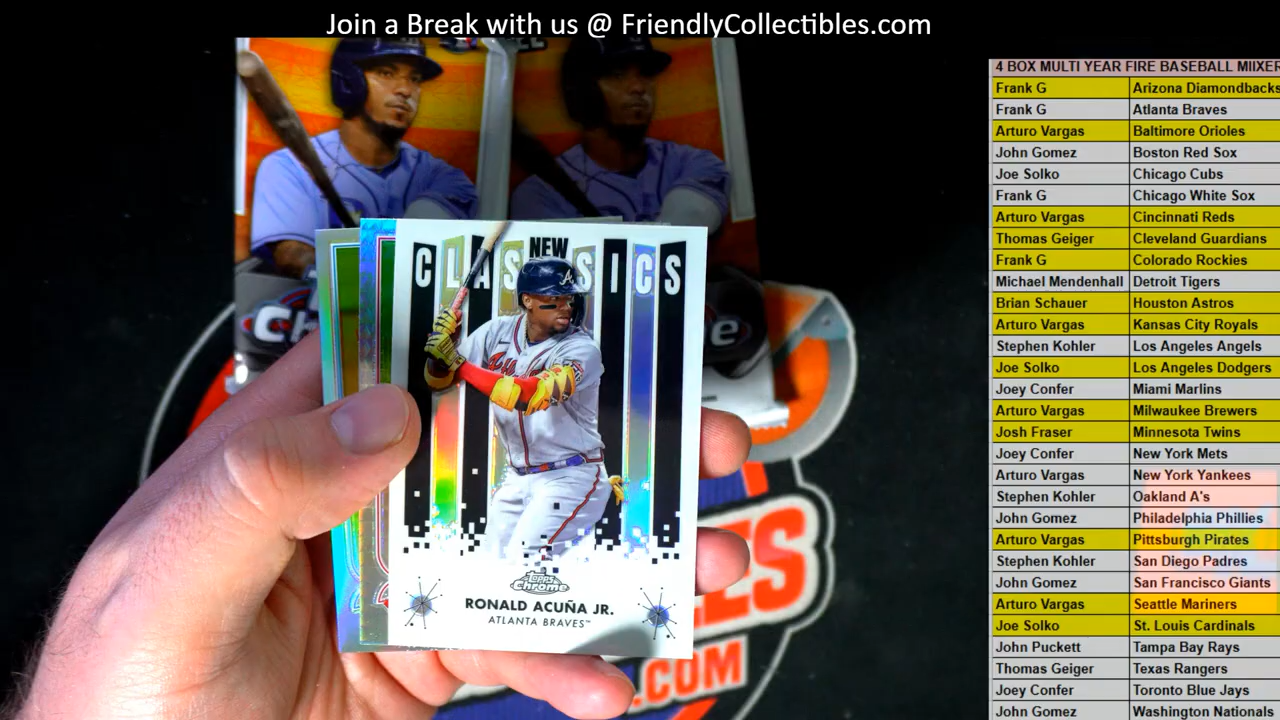 Join a Break with us @ FriendlyCollectibles.com
NEW
CLASSICS
Topps
Chrome
RONALD ACUÑA JR.
ATLANTA BRAVES™
.COM
4 BOX MULTI YEAR FIRE BASEBALL MIIXER
Frank G Arizona Diamondbacks
Frank G Atlanta Braves
Arturo Vargas Baltimore Orioles
John Gomez Boston Red Sox
Joe Solko Chicago Cubs
Frank G Chicago White Sox
Arturo Vargas Cincinnati Reds
Thomas Geiger Cleveland Guardians
Frank G Colorado Rockies
Michael Mendenhall Detroit Tigers
Brian Schauer Houston Astros
Arturo Vargas Kansas City Royals
Stephen Kohler Los Angeles Angels
Joe Solko Los Angeles Dodgers
Joey Confer Miami Marlins
Arturo Vargas Milwaukee Brewers
Josh Fraser Minnesota Twins
Joey Confer New York Mets
Arturo Vargas New York Yankees
Stephen Kohler Oakland A's
John Gomez Philadelphia Phillies
Arturo Vargas Pittsburgh Pirates
Stephen Kohler San Diego Padres
John Gomez San Francisco Giants
Arturo Vargas Seattle Mariners
Joe Solko St. Louis Cardinals
John Puckett Tampa Bay Rays
Thomas Geiger Texas Rangers
Joey Confer Toronto Blue Jays
John Gomez Washington Nationals